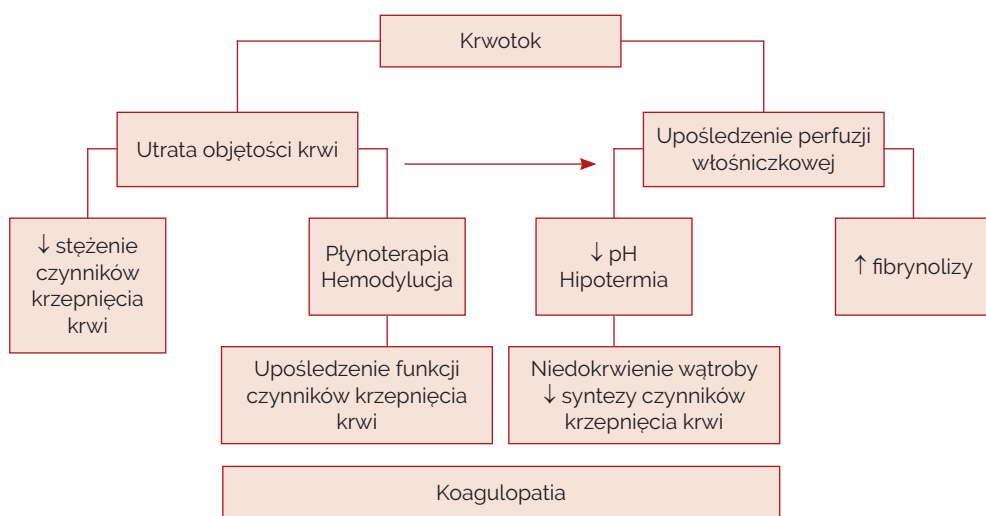 Krwotok
Utrata objętości krwi
Upośledzenie perfuzji
włośniczkowej
↓ stężenie
czynników
krzepnięcia
krwi
Płynoterapia
Hemodylucja
↓ pH
Hipotermia
↑ fibrynolizy
Upośledzenie funkcji
czynników krzepnięcia
krwi
Niedokrwienie wątroby
↓ syntezy czynników
krzepnięcia krwi
Koagulopatia